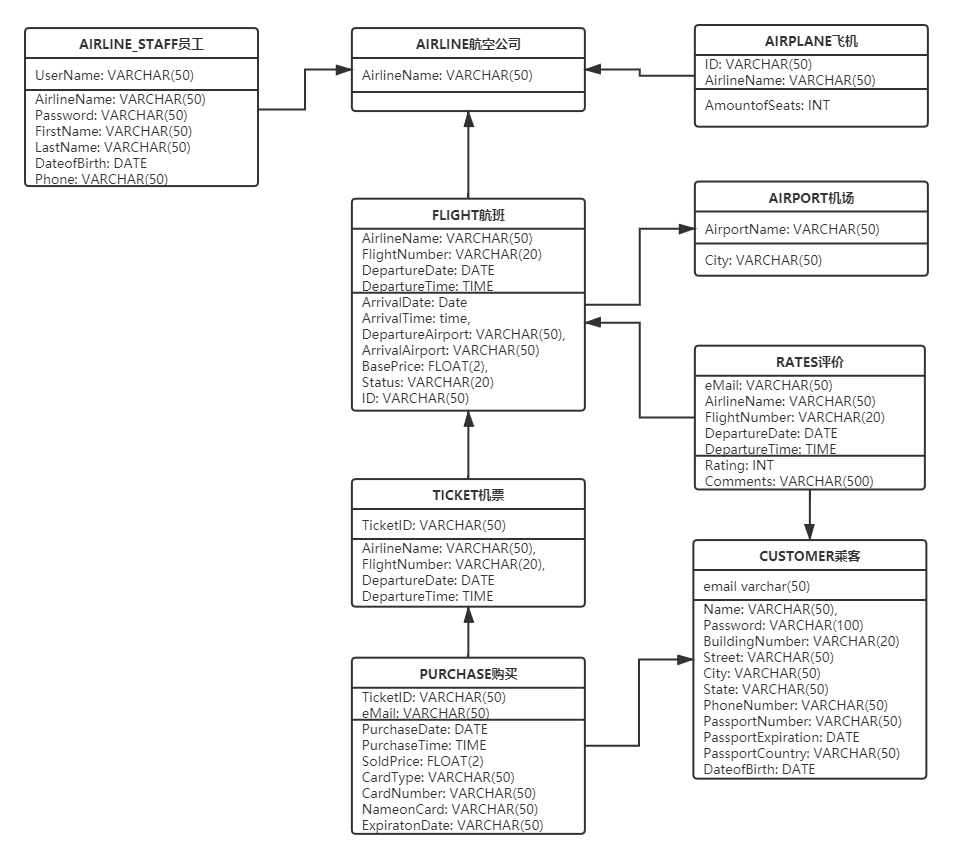 AIRLINE_STAFF员工
UserName: VARCHAR(50)
AirlineName: VARCHAR(50)
Password: VARCHAR(50)
FirstName: VARCHAR(50)
LastName: VARCHAR(50)
DateofBirth: DATE
Phone: VARCHAR(50)
AIRLINE航空公司
AirlineName: VARCHAR(50)
AIRPLANE飞机
ID: VARCHAR(50)
AirlineName: VARCHAR(50)
AmountofSeats: INT
FLIGHT航班
AirlineName: VARCHAR(50)
FlightNumber: VARCHAR(20)
DepartureDate: DATE
DepartureTime: TIME
ArrivalDate: Date
ArrivalTime: time,
DepartureAirport: VARCHAR(50),
ArrivalAirport: VARCHAR(50)
BasePrice: FLOAT(2),
Status: VARCHAR(20)
ID: VARCHAR(50)
AIRPORT机场
AirportName: VARCHAR(50)
City: VARCHAR(50)
RATES评价
eMail: VARCHAR(50)
AirlineName: VARCHAR(50)
FlightNumber: VARCHAR(20)
DepartureDate: DATE
DepartureTime: TIME
Rating: INT
Comments: VARCHAR(500)
TICKET机票
TicketID: VARCHAR(50)
AirlineName: VARCHAR(50),
FlightNumber: VARCHAR(20),
DepartureDate: DATE
DepartureTime: TIME
CUSTOMER乘客
email varchar(50)
Name: VARCHAR(50),
Password: VARCHAR(100)
BuildingNumber: VARCHAR(20)
Street: VARCHAR(50)
City: VARCHAR(50)
State: VARCHAR(50)
PhoneNumber: VARCHAR(50)
PassportNumber: VARCHAR(50)
PassportExpiration: DATE
PassportCountry: VARCHAR(50)
DateofBirth: DATE
PURCHASE购买
TicketID: VARCHAR(50)
eMail: VARCHAR(50)
PurchaseDate: DATE
PurchaseTime: TIME
SoldPrice: FLOAT(2)
CardType: VARCHAR(50)
CardNumber: VARCHAR(50)
NameonCard: VARCHAR(50)
ExpiratonDate: VARCHAR(50)